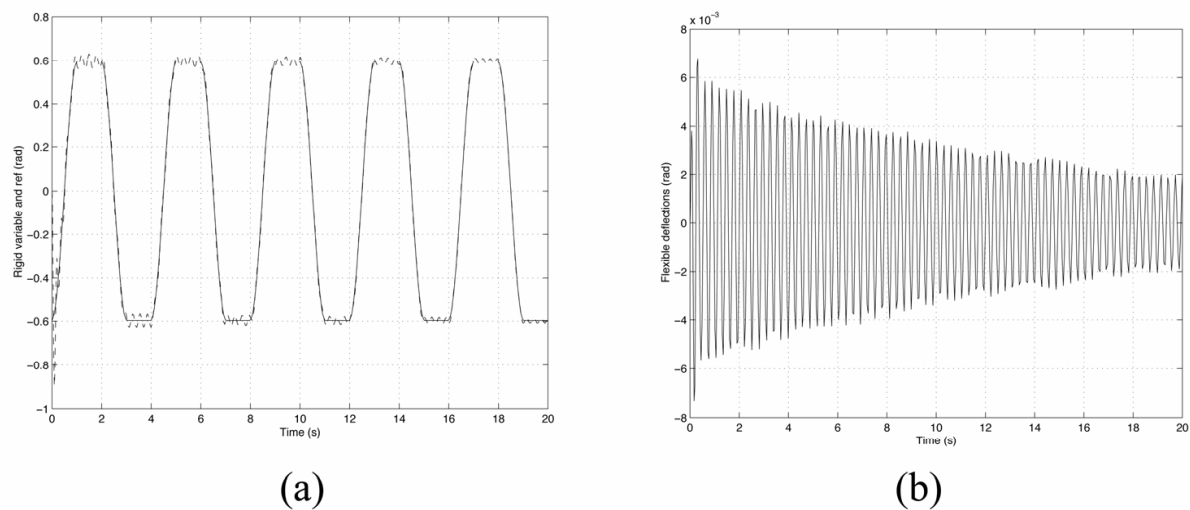 0.8
0.6
0.4
0.2
0
−0.2
−0.4
−0.6
−0.8
−1
Rigid variable and ref (rad)
0 2 4 6 8 10 12 14 16 18 20
Time (s)
(a)
x 10⁻³
8
6
4
2
0
−2
−4
−6
−8
Flexible deflections (rad)
0 2 4 6 8 10 12 14 16 18 20
Time (s)
(b)